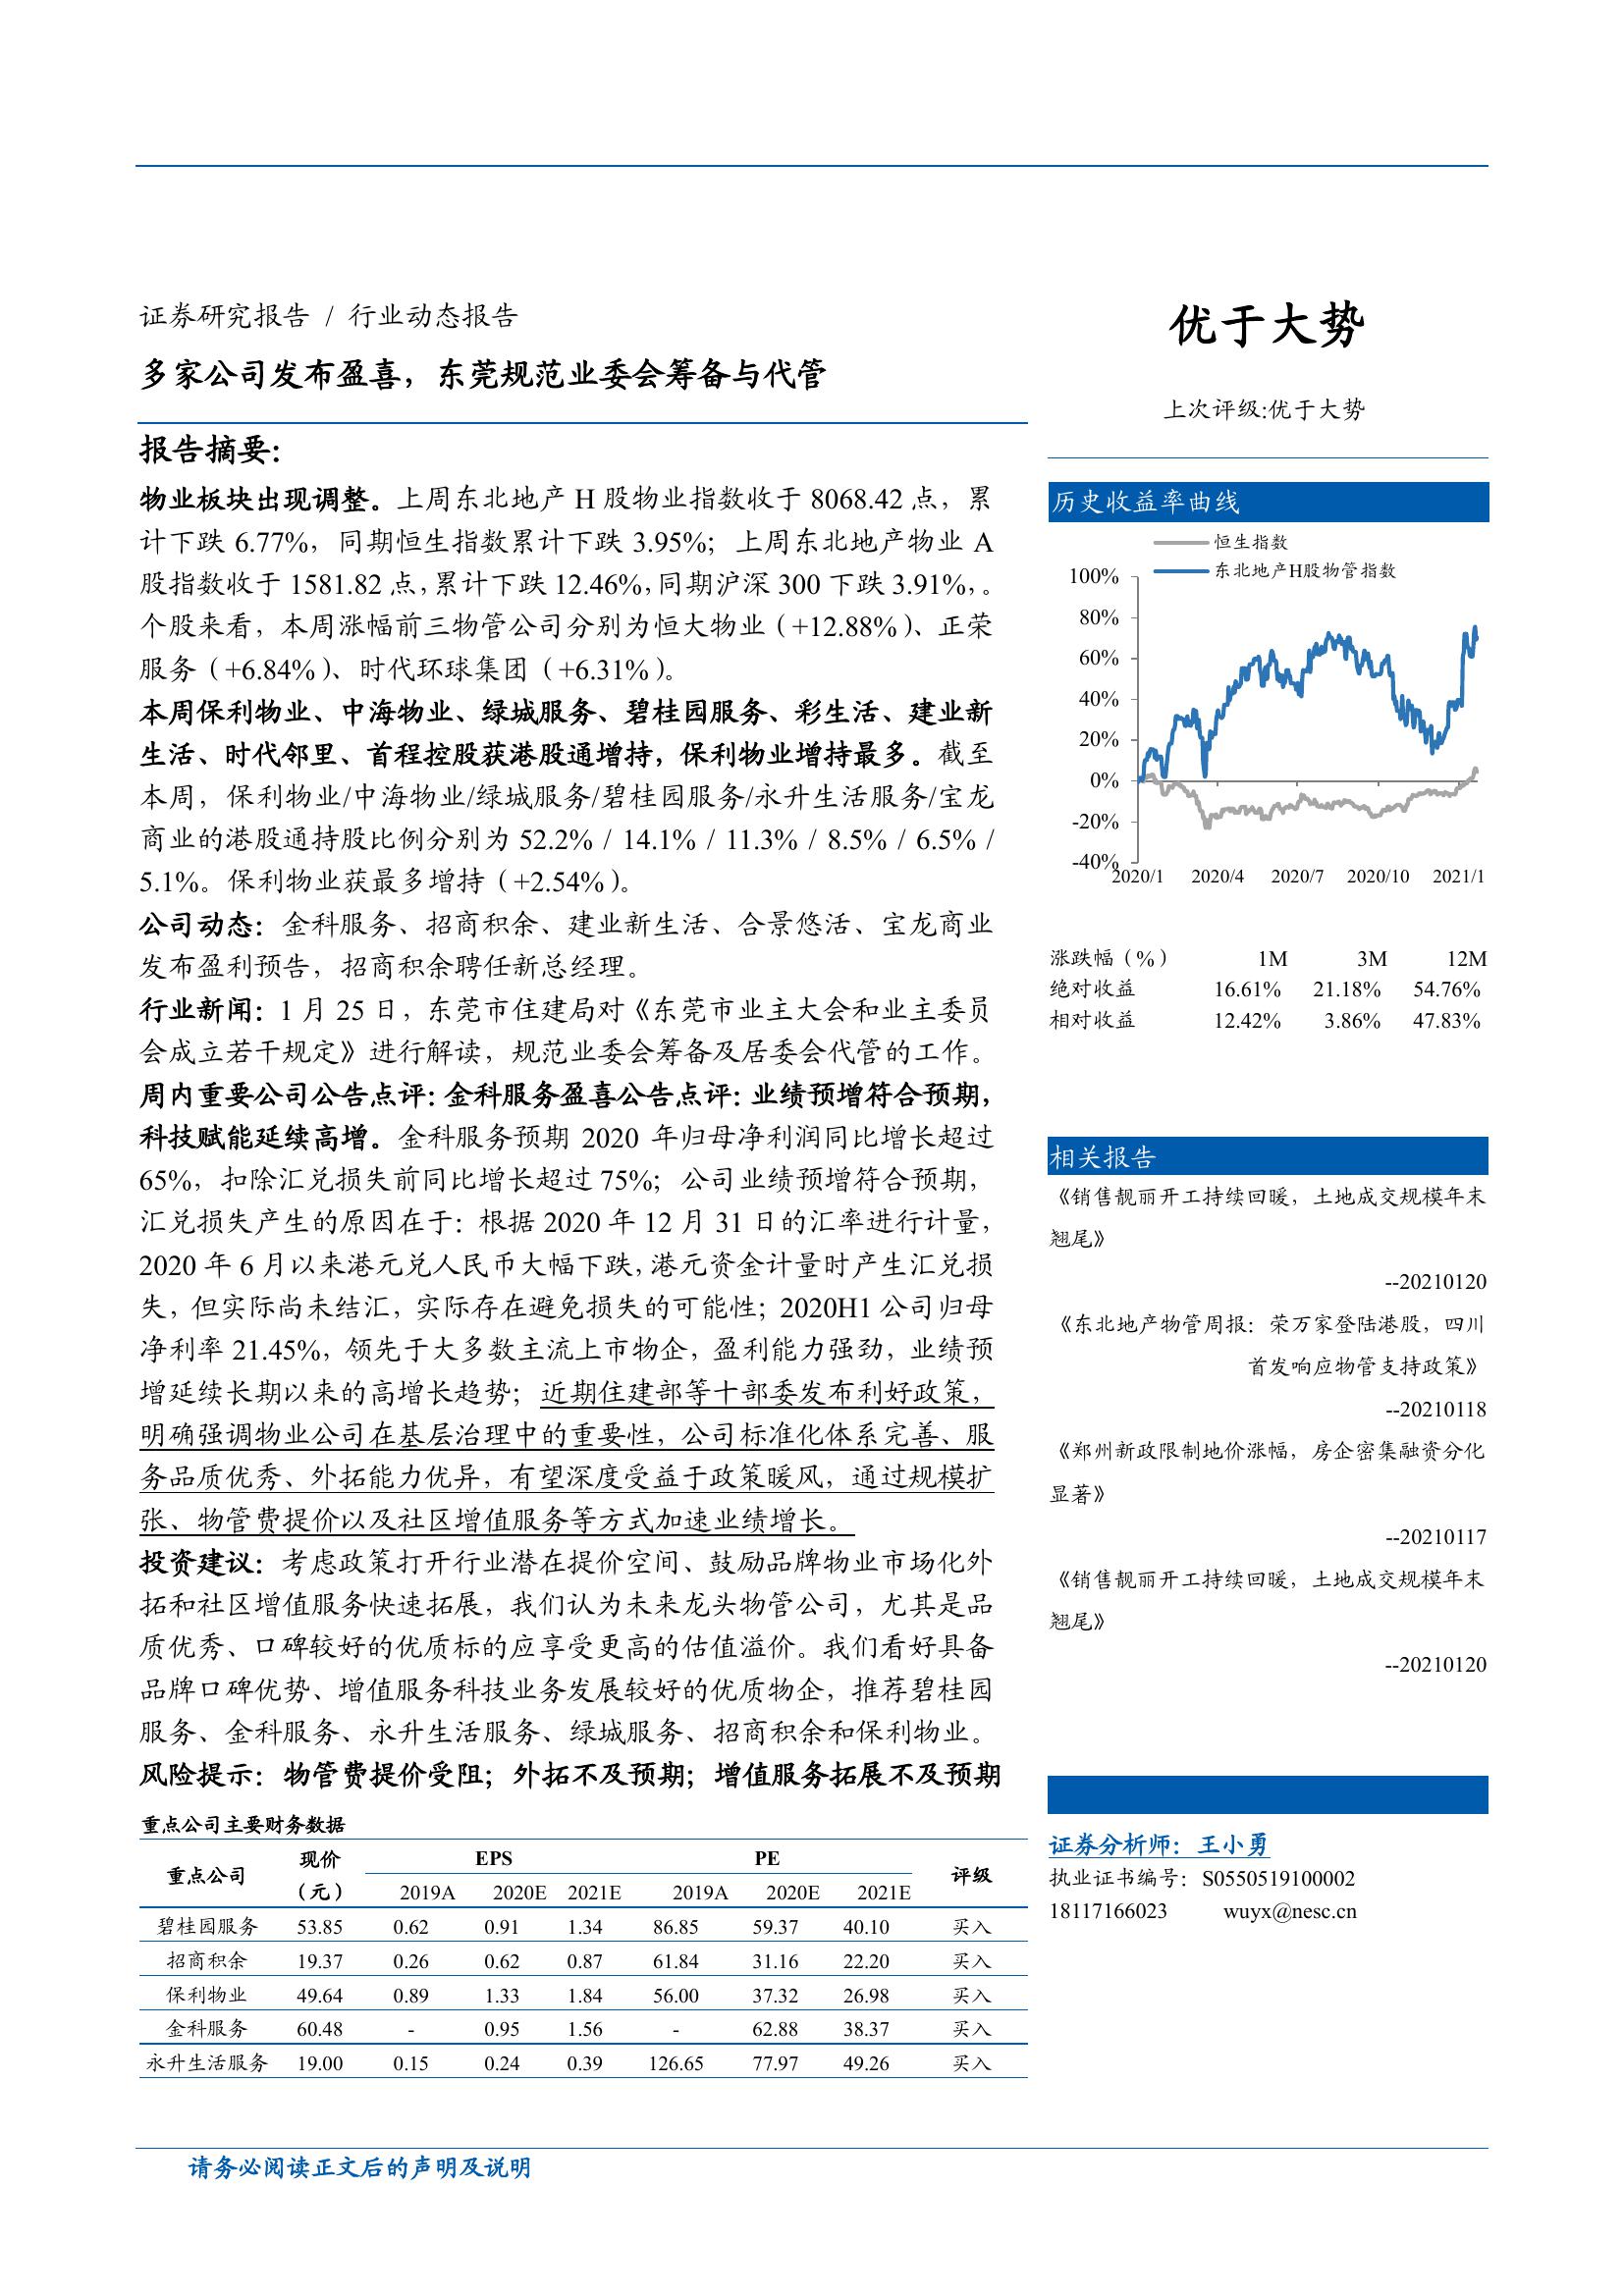 证券研究报告 / 行业动态报告
多家公司发布盈喜，东莞规范业委会筹备与代管
报告摘要：
物业板块出现调整。上周东北地产 H 股物业指数收于 8068.42 点，累
计下跌 6.77%，同期恒生指数累计下跌 3.95%；上周东北地产物业 A
股指数收于 1581.82 点，累计下跌 12.46%，同期沪深 300 下跌 3.91%，。
个股来看，本周涨幅前三物管公司分别为恒大物业（+12.88%）、正荣
服务（+6.84%）、时代环球集团（+6.31%）。
本周保利物业、中海物业、绿城服务、碧桂园服务、彩生活、建业新
生活、时代邻里、首程控股获港股通增持，保利物业增持最多。截至
本周，保利物业/中海物业/绿城服务/碧桂园服务/永升生活服务/宝龙
商业的港股通持股比例分别为 52.2% / 14.1% / 11.3% / 8.5% / 6.5% /
5.1%。保利物业获最多增持（+2.54%）。
公司动态：金科服务、招商积余、建业新生活、合景悠活、宝龙商业
发布盈利预告，招商积余聘任新总经理。
行业新闻：1 月 25 日，东莞市住建局对《东莞市业主大会和业主委员
会成立若干规定》进行解读，规范业委会筹备及居委会代管的工作。
周内重要公司公告点评：金科服务盈喜公告点评：业绩预增符合预期，
科技赋能延续高增。金科服务预期 2020 年归母净利润同比增长超过
65%，扣除汇兑损失前同比增长超过 75%；公司业绩预增符合预期，
汇兑损失产生的原因在于：根据 2020 年 12 月 31 日的汇率进行计量，
2020 年 6 月以来港元兑人民币大幅下跌，港元资金计量时产生汇兑损
失，但实际尚未结汇，实际存在避免损失的可能性；2020H1 公司归母
净利率 21.45%，领先于大多数主流上市物企，盈利能力强劲，业绩预
增延续长期以来的高增长趋势；近期住建部等十部委发布利好政策，
明确强调物业公司在基层治理中的重要性，公司标准化体系完善、服
务品质优秀、外拓能力优异，有望深度受益于政策暖风，通过规模扩
张、物管费提价以及社区增值服务等方式加速业绩增长。
投资建议：考虑政策打开行业潜在提价空间、鼓励品牌物业市场化外
拓和社区增值服务快速拓展，我们认为未来龙头物管公司，尤其是品
质优秀、口碑较好的优质标的应享受更高的估值溢价。我们看好具备
品牌口碑优势、增值服务科技业务发展较好的优质物企，推荐碧桂园
服务、金科服务、永升生活服务、绿城服务、招商积余和保利物业。
风险提示：物管费提价受阻；外拓不及预期；增值服务拓展不及预期
重点公司主要财务数据
重点公司 现价（元） EPS PE 评级
2019A 2020E 2021E 2019A 2020E 2021E
碧桂园服务 53.85 0.62 0.91 1.34 86.85 59.37 40.10 买入
招商积余 19.37 0.26 0.62 0.87 61.84 31.16 22.20 买入
保利物业 49.64 0.89 1.33 1.84 56.00 37.32 26.98 买入
金科服务 60.48 - 0.95 1.56 - 62.88 38.37 买入
永升生活服务 19.00 0.15 0.24 0.39 126.65 77.97 49.26 买入
优于大势
上次评级:优于大势
历史收益率曲线
恒生指数
东北地产H股物管指数
100%
80%
60%
40%
20%
0%
-20%
-40%
2020/1 2020/4 2020/7 2020/10 2021/1
涨跌幅（%） 1M 3M 12M
绝对收益 16.61% 21.18% 54.76%
相对收益 12.42% 3.86% 47.83%
相关报告
《销售靓丽开工持续回暖，土地成交规模年末
翘尾》
--20210120
《东北地产物管周报：荣万家登陆港股，四川
首发响应物管支持政策》
--20210118
《郑州新政限制地价涨幅，房企密集融资分化
显著》
--20210117
《销售靓丽开工持续回暖，土地成交规模年末
翘尾》
--20210120
证券分析师：王小勇
执业证书编号：S0550519100002
18117166023 wuyx@nesc.cn
请务必阅读正文后的声明及说明